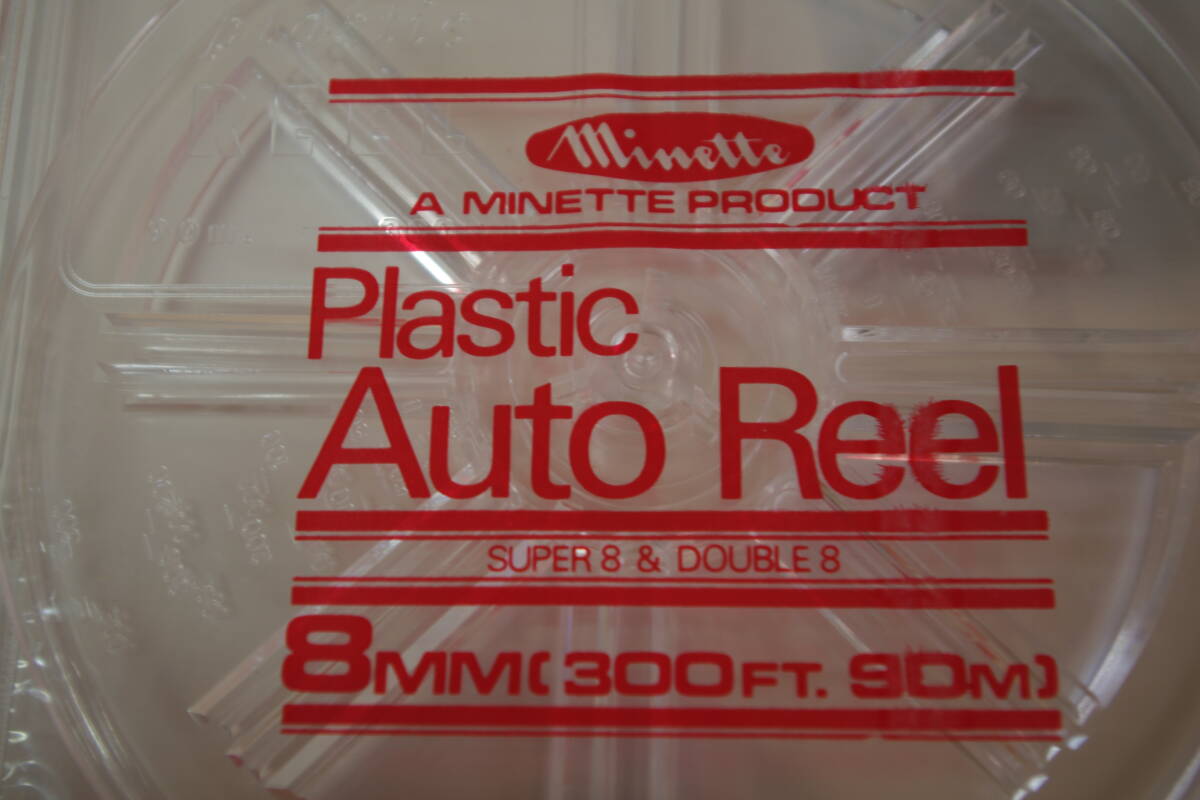 Minette
A MINETTE PRODUCT
Plastic
Auto Reel
SUPER 8 & DOUBLE 8
8MM(300FT. 90M)